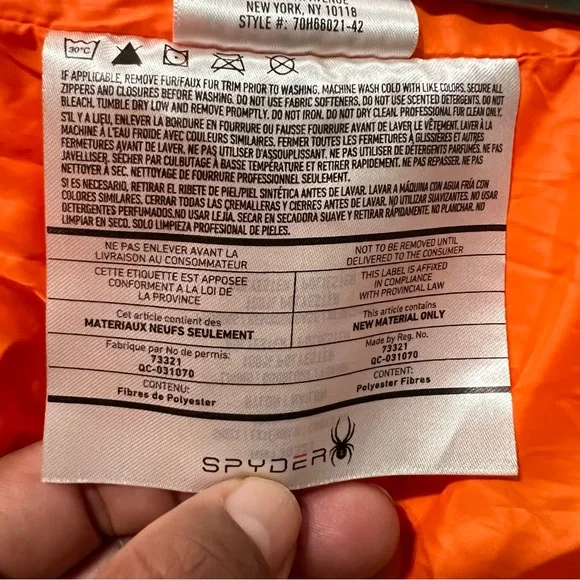 NEW YORK, NY 10118
STYLE #: 70H66021-42
30°C
IF APPLICABLE, REMOVE FUR/FAUX FUR TRIM PRIOR TO WASHING. MACHINE WASH COLD WITH LIKE COLORS. SECURE ALL
ZIPPERS AND CLOSURES BEFORE WASHING. DO NOT USE FABRIC SOFTENERS. DO NOT USE SCENTED DETERGENTS. DO NOT
BLEACH. TUMBLE DRY LOW AND REMOVE PROMPTLY. DO NOT IRON. DO NOT DRY CLEAN. PROFESSIONAL FUR CLEAN ONLY.
S'IL Y A LIEU, ENLEVER LA BORDURE EN FOURRURE OU FAUSSE FOURRURE AVANT DE LAVER LE VÊTEMENT. LAVER À LA
MACHINE À L'EAU FROIDE AVEC COULEURS SIMILAIRES. FERMER TOUTES LES FERMETURES À GLISSIÈRES ET AUTRES
FERMETURES AVANT DE LAVER. NE PAS UTILISER D'ASSOUPLISSANT. NE PAS UTILISER DE DÉTERGENTS PARFUMÉS. NE PAS
JAVELLISER. SÉCHER PAR CULBUTAGE À BASSE TEMPÉRATURE ET RETIRER RAPIDEMENT. NE PAS REPASSER. NE PAS
NETTOYER À SEC. NETTOYAGE DE FOURRURE PROFESSIONNEL SEULEMENT.
SI ES NECESARIO, RETIRAR EL RIBETE DE PIEL/PIEL SINTÉTICA ANTES DE LAVAR. LAVAR A MÁQUINA CON AGUA FRÍA CON
COLORES SIMILARES. CERRAR TODAS LAS CREMALLERAS Y CIERRES ANTES DE LAVAR. NO UTILIZAR SUAVIZANTES. NO USAR
DETERGENTES PERFUMADOS.NO USAR LEJÍA. SECAR EN SECADORA SUAVE Y RETIRAR RÁPIDAMENTE. NO PLANCHAR. NO
LIMPIAR EN SECO. SOLO LIMPIEZA PROFESIONAL DE PIELES.
NE PAS ENLEVER AVANT LA
LIVRAISON AU CONSOMMATEUR
NOT TO BE REMOVED UNTIL
DELIVERED TO THE CONSUMER
CETTE ETIQUETTE EST APPOSEE
CONFORMENT A LA LOI DE
LA PROVINCE
THIS LABEL IS AFFIXED
IN COMPLIANCE
WITH PROVINCIAL LAW
Cet article contient des
MATERIAUX NEUFS SEULEMENT
This article contains
NEW MATERIAL ONLY
Fabrique par No de permis:
73321
QC-031070
Made by Reg. No.
73321
QC-031070
CONTENU:
Fibres de Polyester
CONTENT:
Polyester Fibres
SPYDER